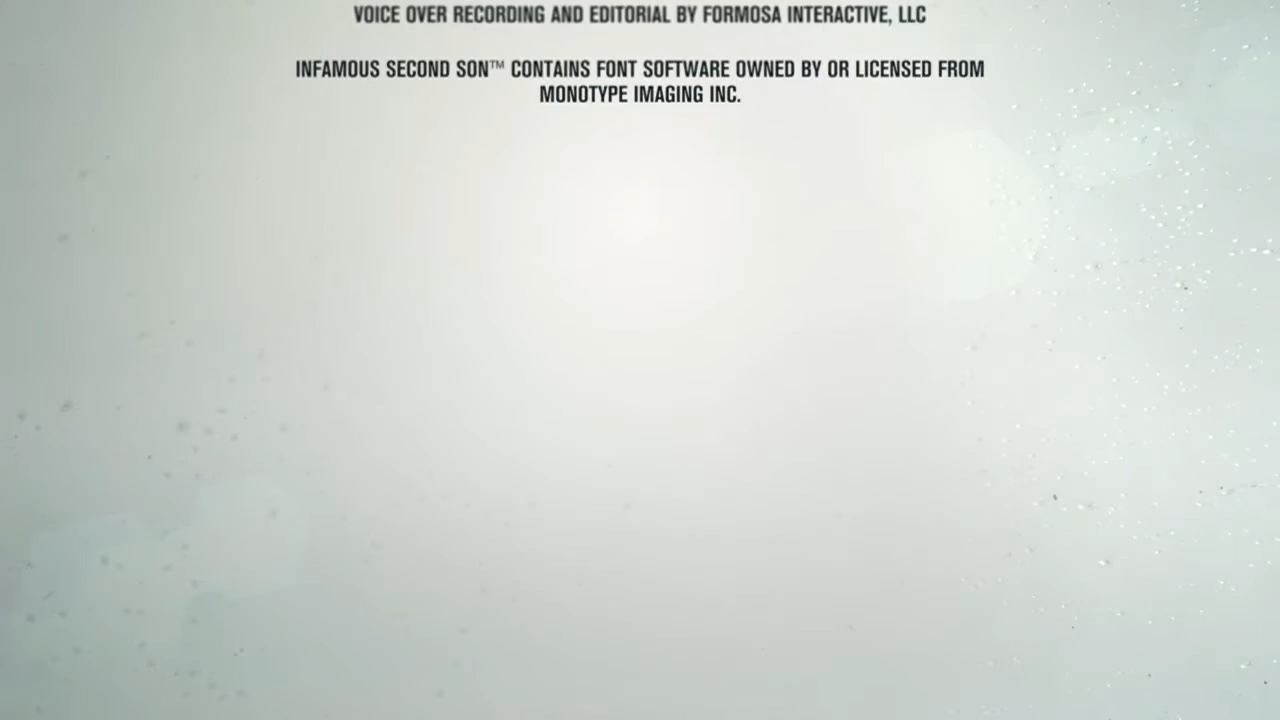 VOICE OVER RECORDING AND EDITORIAL BY FORMOSA INTERACTIVE, LLC
INFAMOUS SECOND SON™ CONTAINS FONT SOFTWARE OWNED BY OR LICENSED FROM
MONOTYPE IMAGING INC.